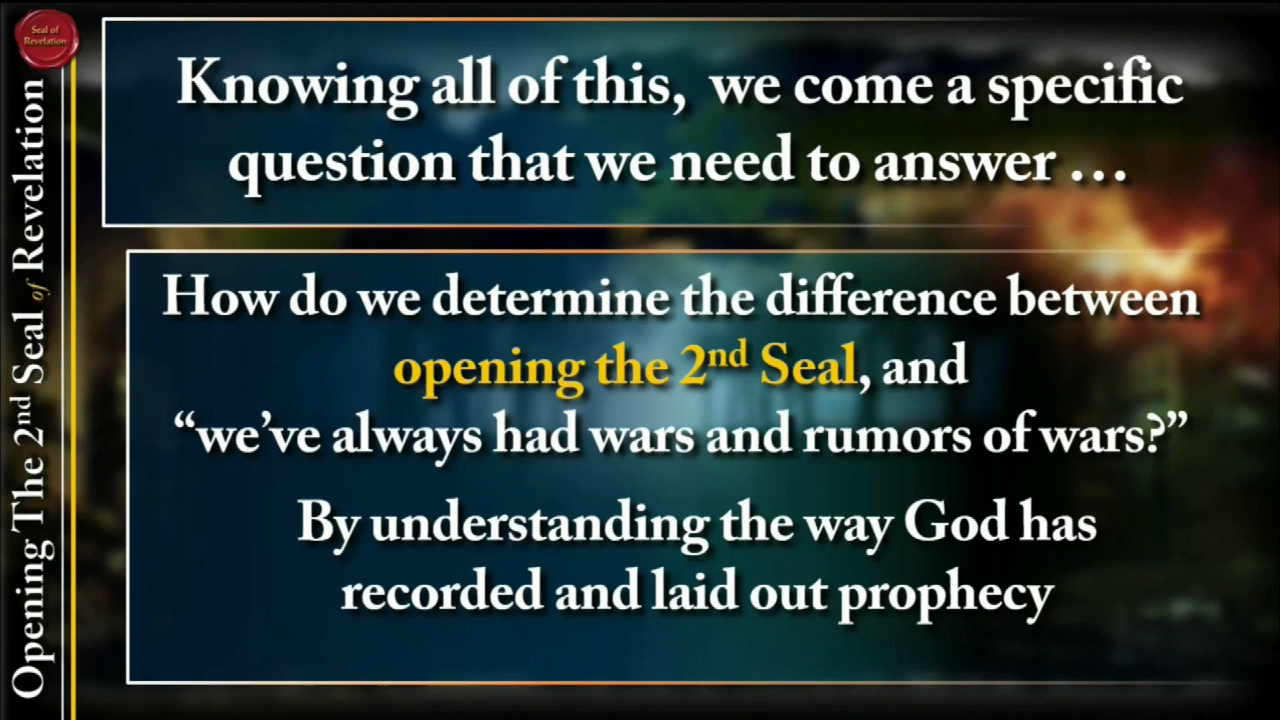 Seal of
Revelation
Opening The 2nd Seal of Revelation
Knowing all of this, we come a specific
question that we need to answer ...
How do we determine the difference between
opening the 2nd Seal, and
“we’ve always had wars and rumors of wars?”
By understanding the way God has
recorded and laid out prophecy